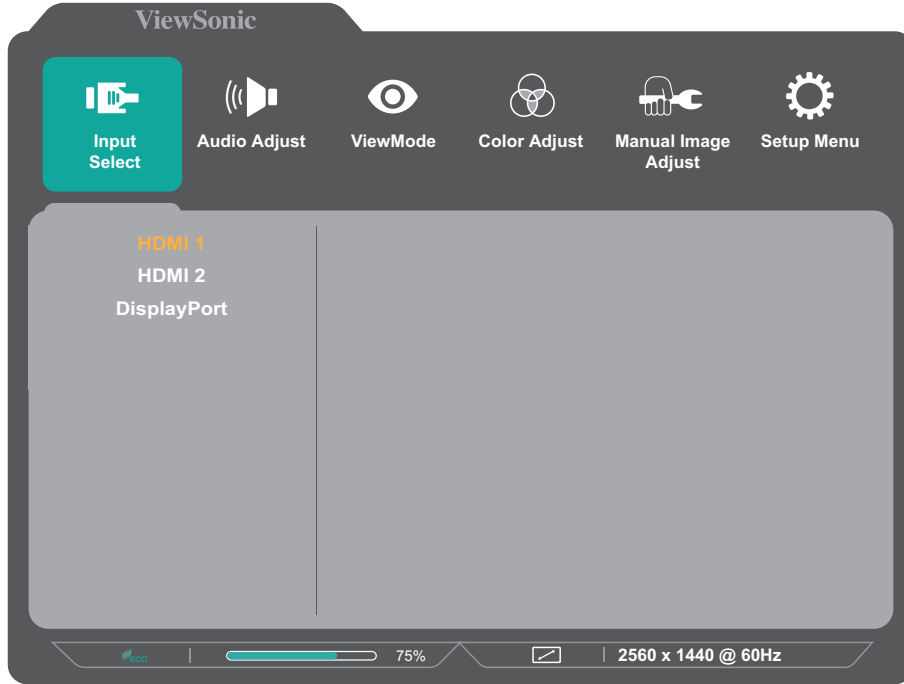 ViewSonic
Input
Select
Audio Adjust
ViewMode
Color Adjust
Manual Image
Adjust
Setup Menu
HDMI 1
HDMI 2
DisplayPort
eco
75%
2560 x 1440 @ 60Hz